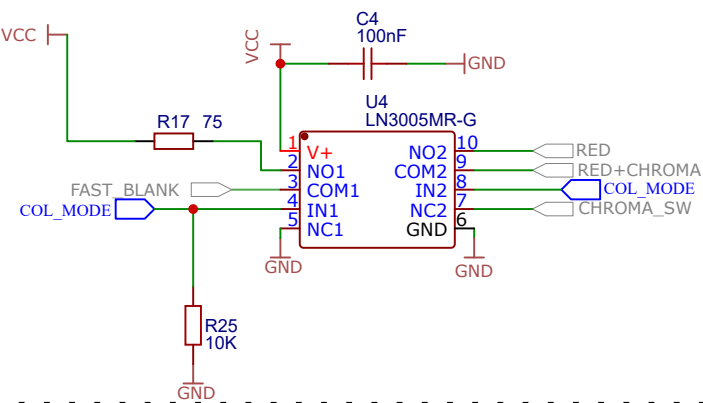 VCC
VCC
C4
100nF
GND
U4
LN3005MR-G
R17 75
1 V+
2 NO1
3 COM1
4 IN1
5 NC1
NO2 10
COM2 9
IN2 8
NC2 7
GND 6
FAST_BLANK
COL_MODE
RED
RED+CHROMA
COL_MODE
CHROMA_SW
GND
GND
R25
10K
GND